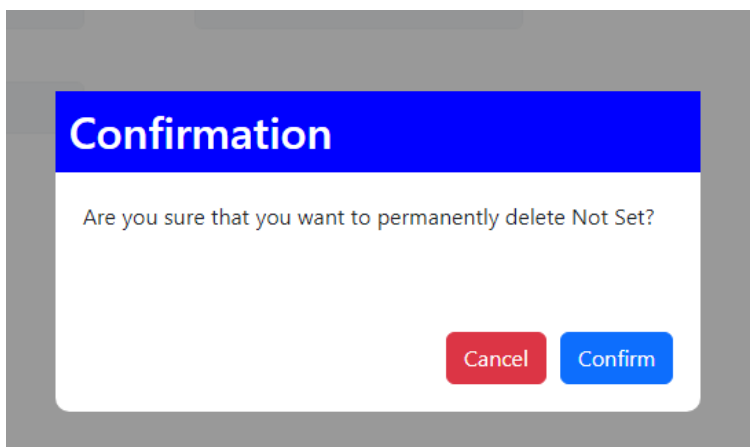 Confirmation
Are you sure that you want to permanently delete Not Set?
Cancel Confirm